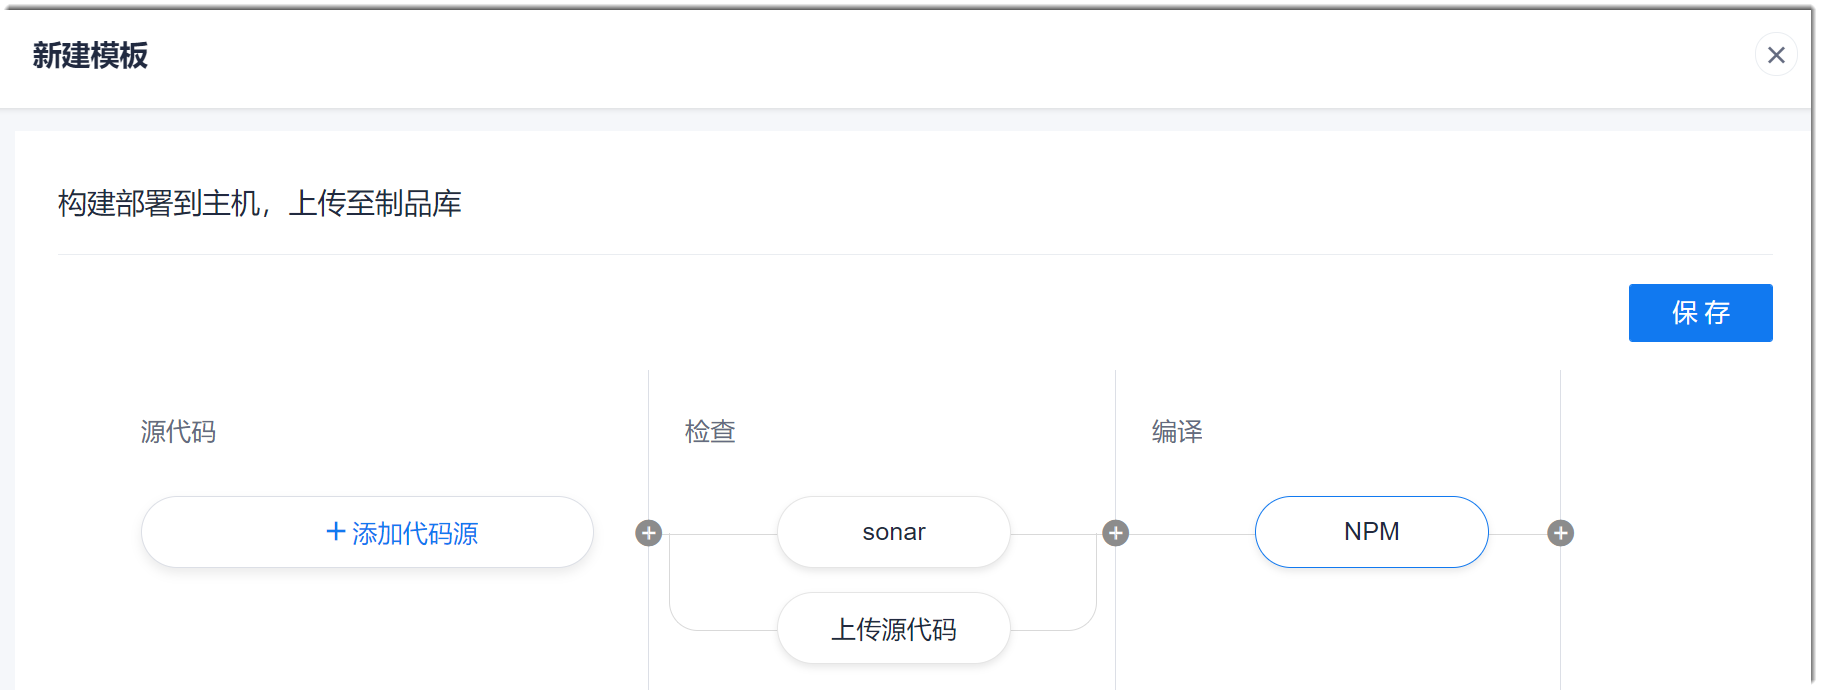 新建模板
构建部署到主机，上传至制品库
保存
源代码
检查
编译
+ 添加代码源
sonar
NPM
上传源代码